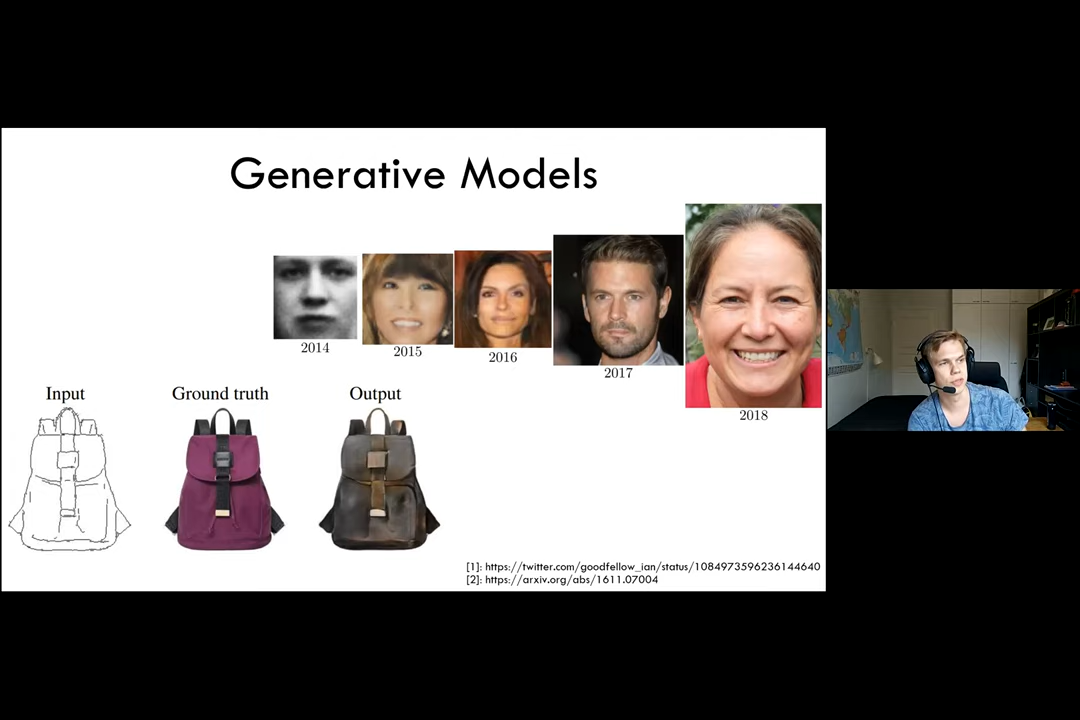 Generative Models
2014
2015
2016
2017
2018
Input
Ground truth
Output
[1]: https://twitter.com/goodfellow_ian/status/1084973596236144640
[2]: https://arxiv.org/abs/1611.07004